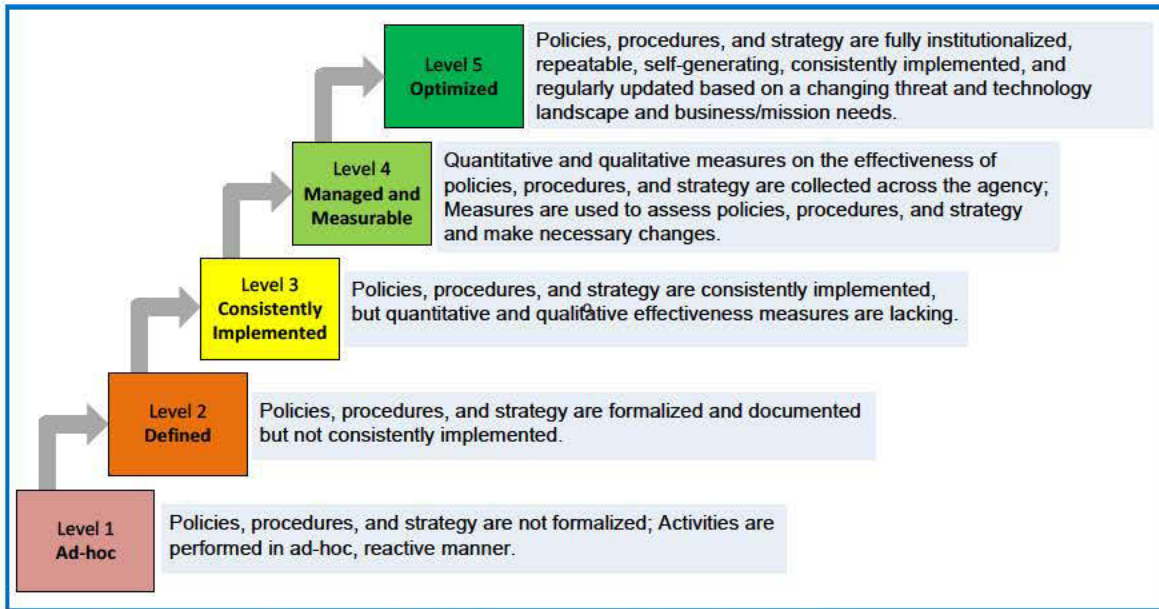 Level 5
Optimized
Policies, procedures, and strategy are fully institutionalized,
repeatable, self-generating, consistently implemented, and
regularly updated based on a changing threat and technology
landscape and business/mission needs.
Level 4
Managed and
Measurable
Quantitative and qualitative measures on the effectiveness of
policies, procedures, and strategy are collected across the agency;
Measures are used to assess policies, procedures, and strategy
and make necessary changes.
Level 3
Consistently
Implemented
Policies, procedures, and strategy are consistently implemented,
but quantitative and qualitative effectiveness measures are lacking.
9
Level 2
Defined
Policies, procedures, and strategy are formalized and documented
but not consistently implemented.
Level 1
Ad-hoc
Policies, procedures, and strategy are not formalized; Activities are
performed in ad-hoc, reactive manner.